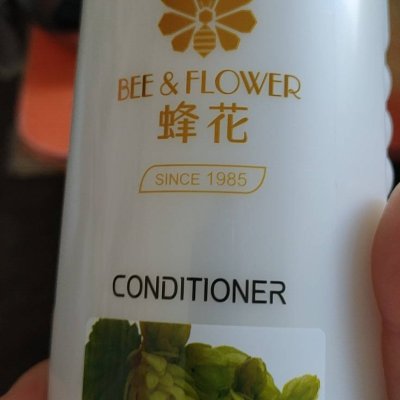 BEE & FLOWER
蜂花
SINCE 1985
CONDITIONER